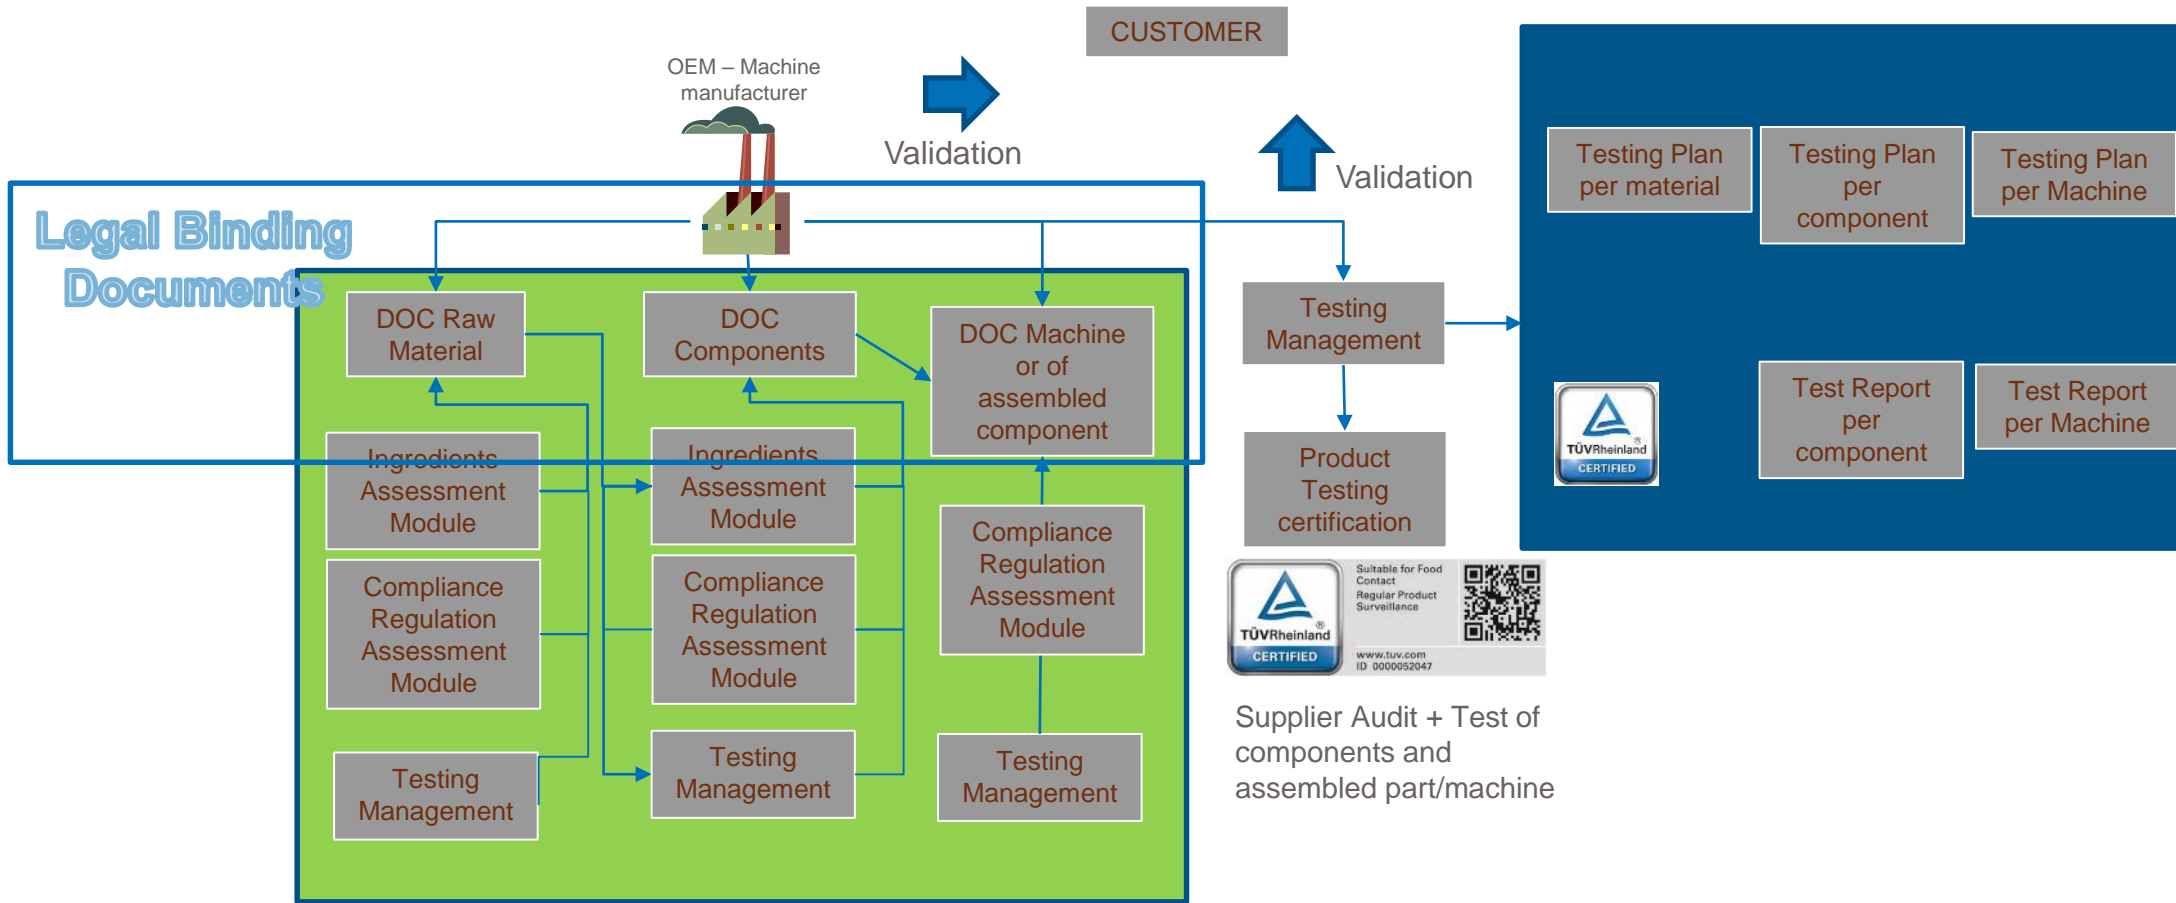 CUSTOMER
OEM – Machine
manufacturer
Validation
Validation
Legal Binding
Documents
DOC Raw
Material
DOC
Components
DOC Machine
or of
assembled
component
Ingredients
Assessment
Module
Ingredients
Assessment
Module
Compliance
Regulation
Assessment
Module
Compliance
Regulation
Assessment
Module
Compliance
Regulation
Assessment
Module
Testing
Management
Testing
Management
Testing
Management
Testing
Management
Product
Testing
certification
TÜVRheinland®
CERTIFIED
Suitable for Food
Contact
Regular Product
Surveillance
www.tuv.com
ID 0000052047
Supplier Audit + Test of
components and
assembled part/machine
Testing Plan
per material
Testing Plan
per
component
Testing Plan
per Machine
TÜVRheinland®
CERTIFIED
Test Report
per
component
Test Report
per Machine